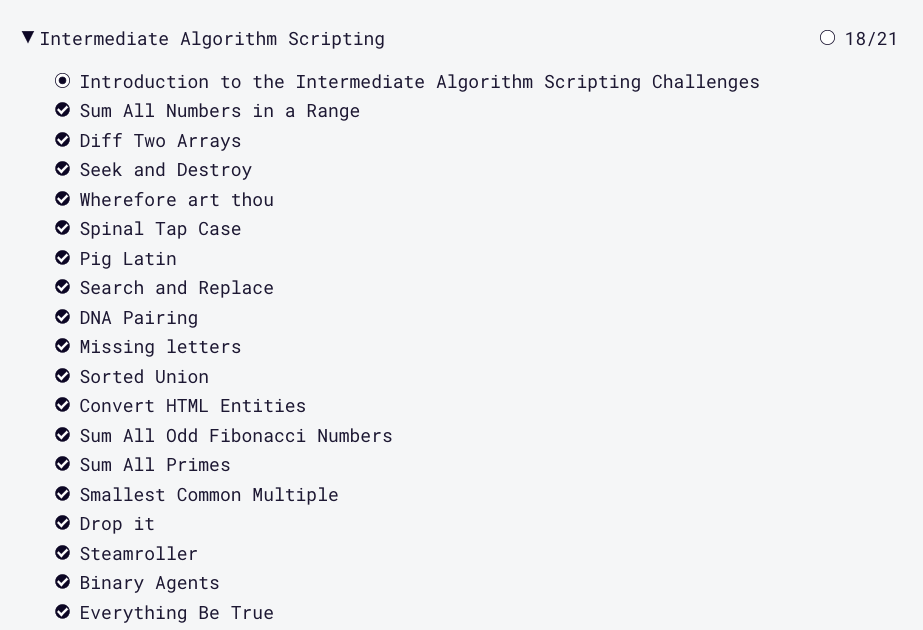 Intermediate Algorithm Scripting 18/21
Introduction to the Intermediate Algorithm Scripting Challenges
Sum All Numbers in a Range
Diff Two Arrays
Seek and Destroy
Wherefore art thou
Spinal Tap Case
Pig Latin
Search and Replace
DNA Pairing
Missing letters
Sorted Union
Convert HTML Entities
Sum All Odd Fibonacci Numbers
Sum All Primes
Smallest Common Multiple
Drop it
Steamroller
Binary Agents
Everything Be True